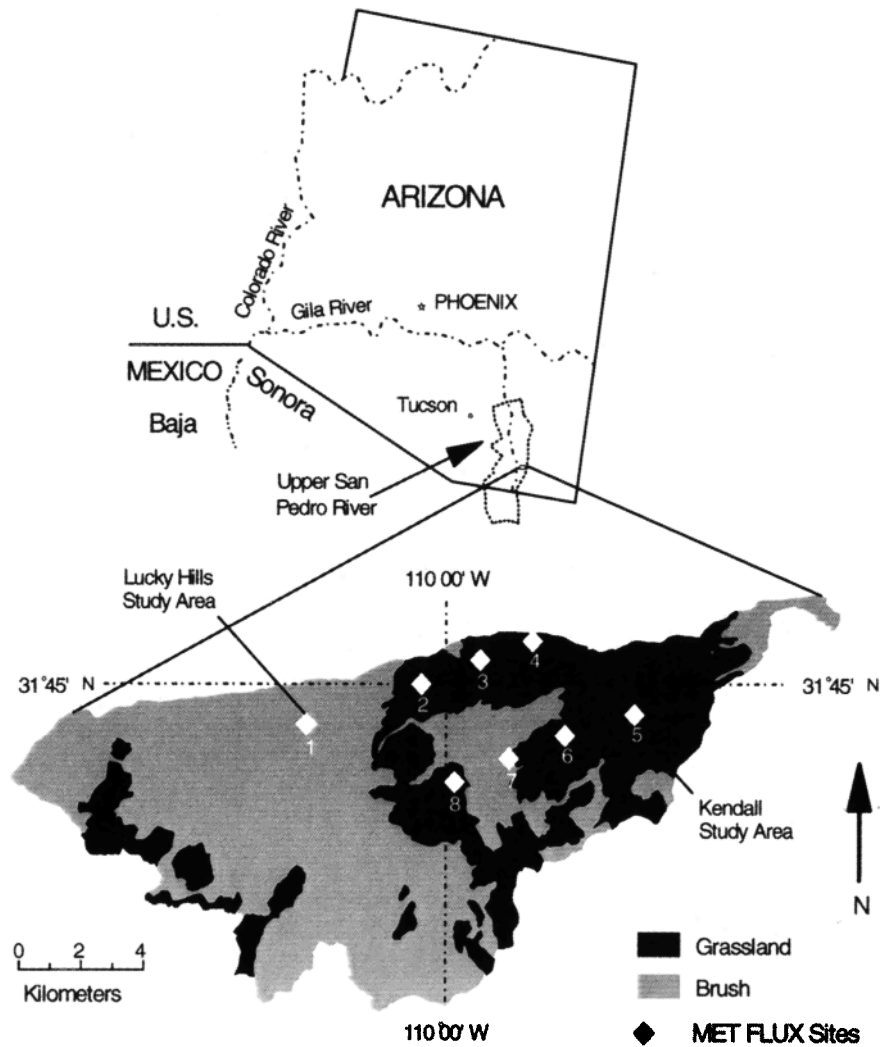 ARIZONA
Colorado River
Gila River
PHOENIX
U.S.
MEXICO
Sonora
Baja
Tucson
Upper San
Pedro River
Lucky Hills
Study Area
110 00' W
31°45' N
31°45' N
4
3
2
5
1
6
7
8
Kendall
Study Area
N
0 2 4
Kilometers
Grassland
Brush
MET FLUX Sites
110 00' W